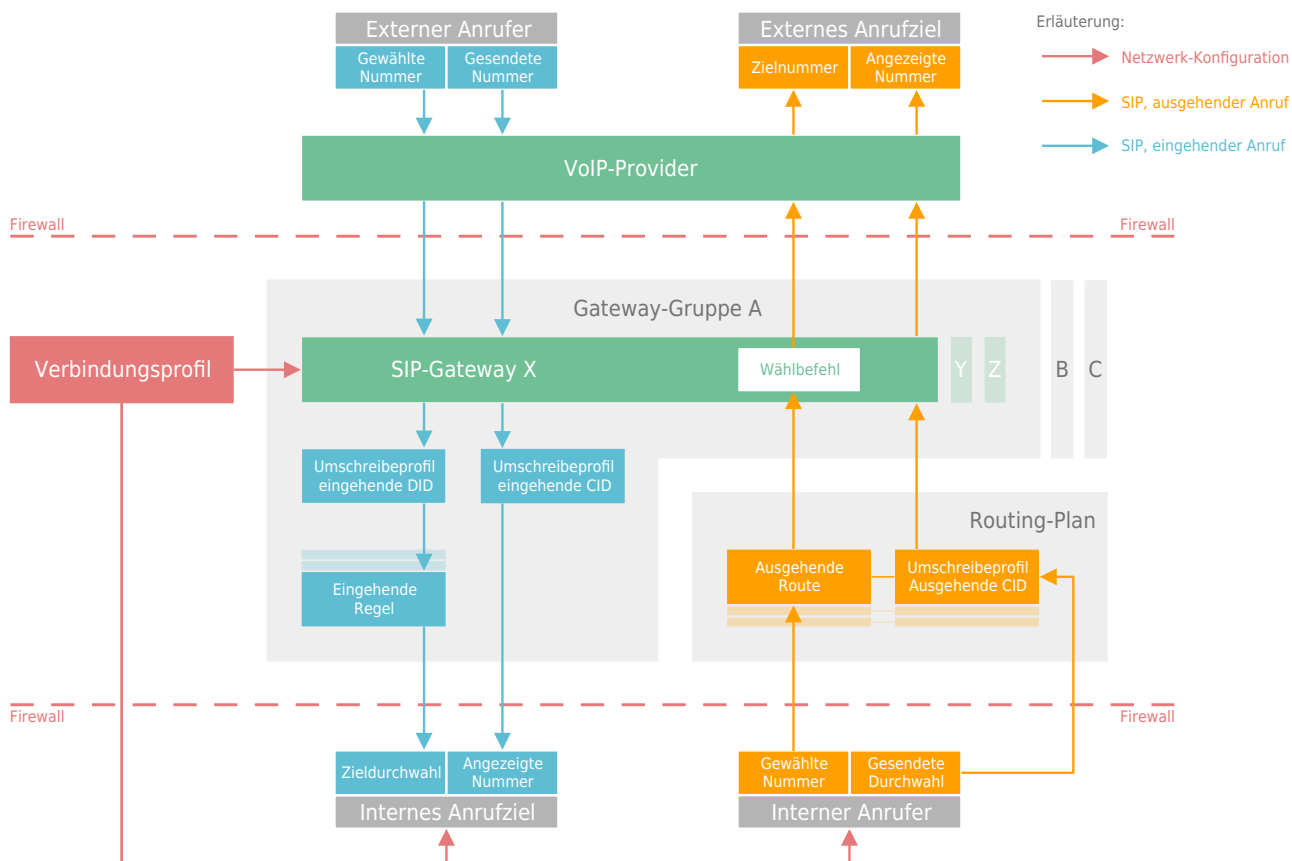 Externer Anrufer
Gewählte
Nummer
Gesendete
Nummer
Externes Anrufziel
Zielnummer
Angezeigte
Nummer
Erläuterung:
Netzwerk-Konfiguration
SIP, ausgehender Anruf
SIP, eingehender Anruf
VoIP-Provider
Firewall
Firewall
Gateway-Gruppe A
Verbindungsprofil
SIP-Gateway X
Wählbefehl
Y
Z
B
C
Umschreibeprofil
eingehende DID
Umschreibeprofil
eingehende CID
Routing-Plan
Eingehende
Regel
Ausgehende
Route
Umschreibeprofil
Ausgehende CID
Firewall
Firewall
Zieldurchwahl
Angezeigte
Nummer
Internes Anrufziel
Gewählte
Nummer
Gesendete
Durchwahl
Interner Anrufer